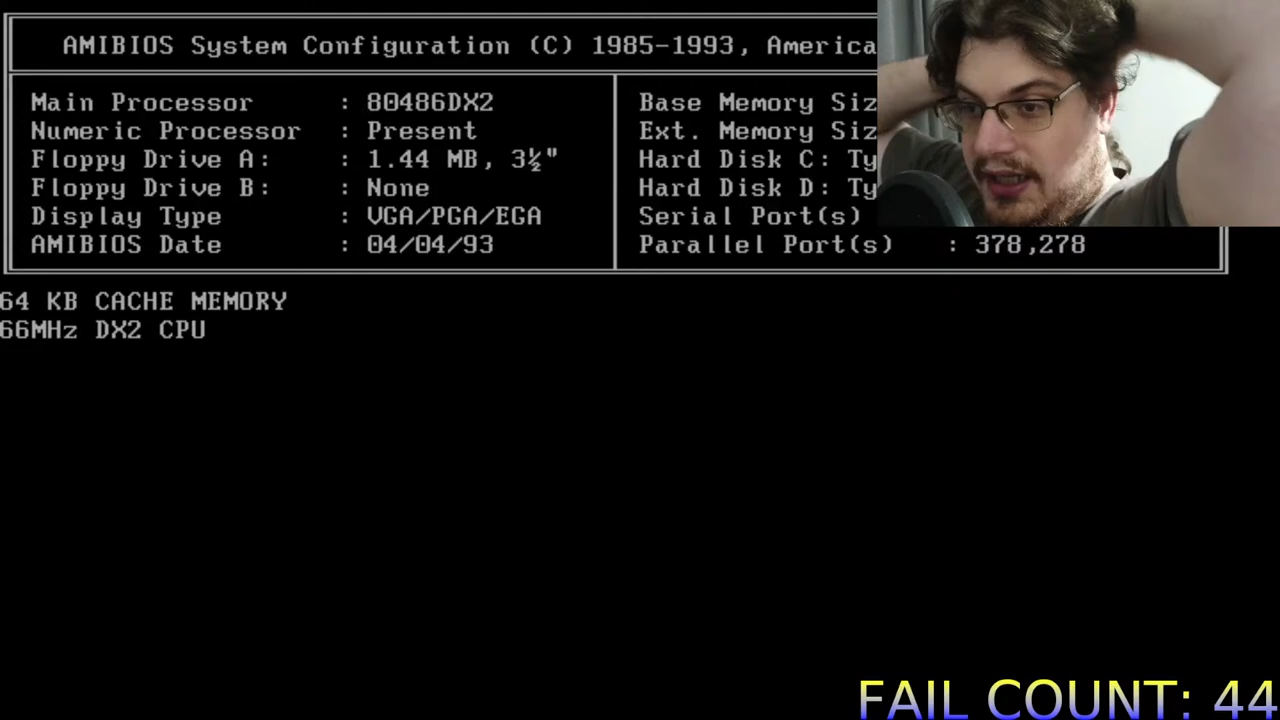 AMIBIOS System Configuration (C) 1985-1993, America
Main Processor : 80486DX2
Numeric Processor : Present
Floppy Drive A: : 1.44 MB, 3½"
Floppy Drive B: : None
Display Type : VGA/PGA/EGA
AMIBIOS Date : 04/04/93
Base Memory Siz
Ext. Memory Siz
Hard Disk C: Ty
Hard Disk D: Ty
Serial Port(s)
Parallel Port(s) : 378,278
64 KB CACHE MEMORY
66MHz DX2 CPU
FAIL COUNT: 44